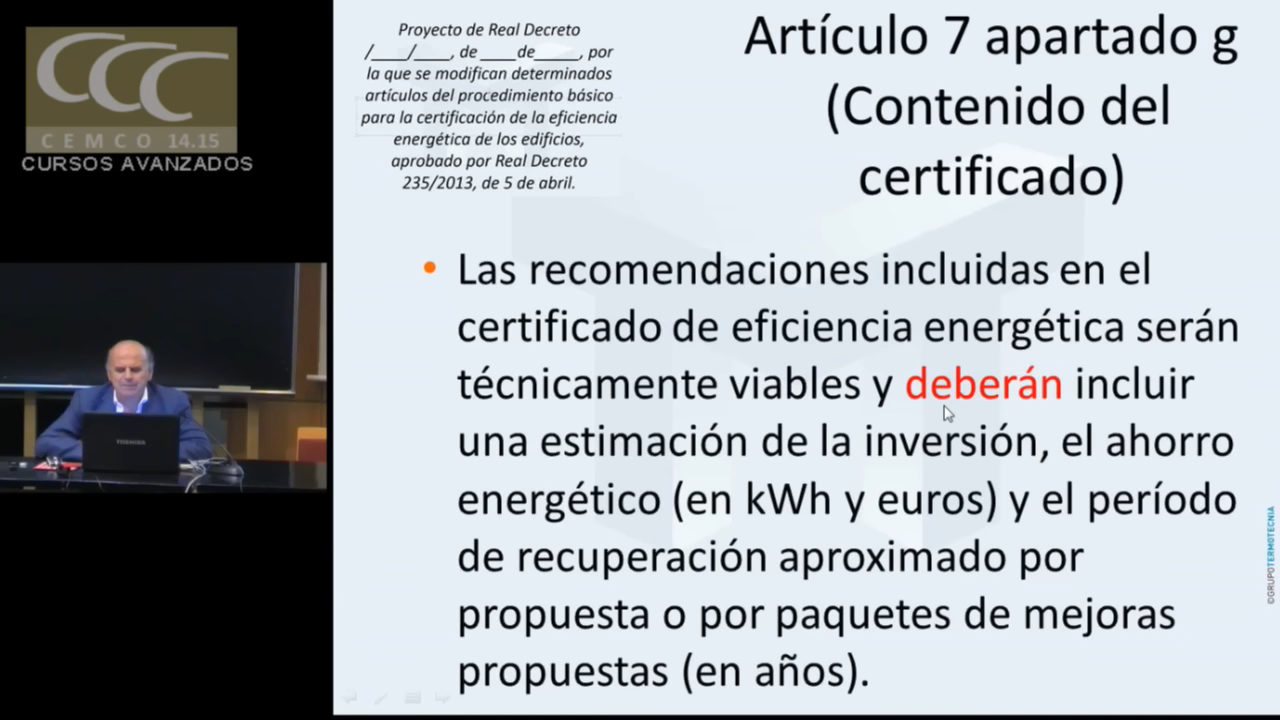 CCC
CEMCO 14.15
CURSOS AVANZADOS
Proyecto de Real Decreto
/____/____, de ____de_____, por
la que se modifican determinados
artículos del procedimiento básico
para la certificación de la eficiencia
energética de los edificios,
aprobado por Real Decreto
235/2013, de 5 de abril.
Artículo 7 apartado g
(Contenido del
certificado)
• Las recomendaciones incluidas en el
certificado de eficiencia energética serán
técnicamente viables y deberán incluir
una estimación de la inversión, el ahorro
energético (en kWh y euros) y el período
de recuperación aproximado por
propuesta o por paquetes de mejoras
propuestas (en años).
TOSHIBA
©GRUPOTERMOTECNIA